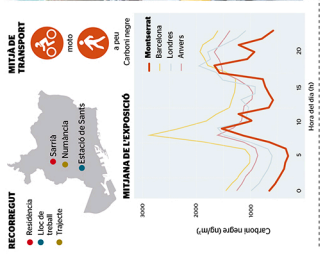 RECORREGUT
Residència
Lloc de
treball
Trajecte
Sarrià
Numància
Estació de Sants
MITJÀ DE
TRANSPORT
moto
a peu
MITJANA DE L'EXPOSICIÓ
Carboni negre
Montserrat
Barcelona
Londres
Anvers
Carboni negre (ng/m³)
3000
2000
1000
0
5
10
15
20
Hora del dia (h)